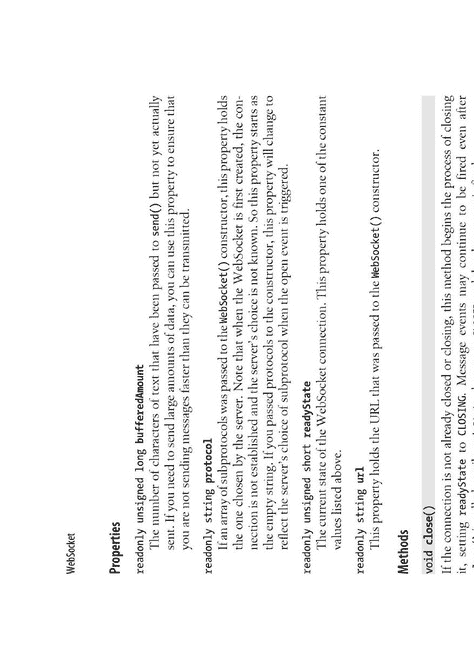 WebSocket
Properties
readonly unsigned long bufferedAmount
The number of characters of text that have been passed to send() but not yet actually
sent. If you need to send large amounts of data, you can use this property to ensure that
you are not sending messages faster than they can be transmitted.
readonly string protocol
If an array of subprotocols was passed to the WebSocket() constructor, this property holds
the one chosen by the server. Note that when the WebSocket is first created, the con-
nection is not established and the server's choice is not known. So this property starts as
the empty string. If you passed protocols to the constructor, this property will change to
reflect the server's choice of subprotocol when the open event is triggered.
readonly unsigned short readyState
The current state of the WebSocket connection. This property holds one of the constant
values listed above.
readonly string url
This property holds the URL that was passed to the WebSocket() constructor.
Methods
void close()
If the connection is not already closed or closing, this method begins the process of closing
it, setting readyState to CLOSING. Message events may continue to be fired even after